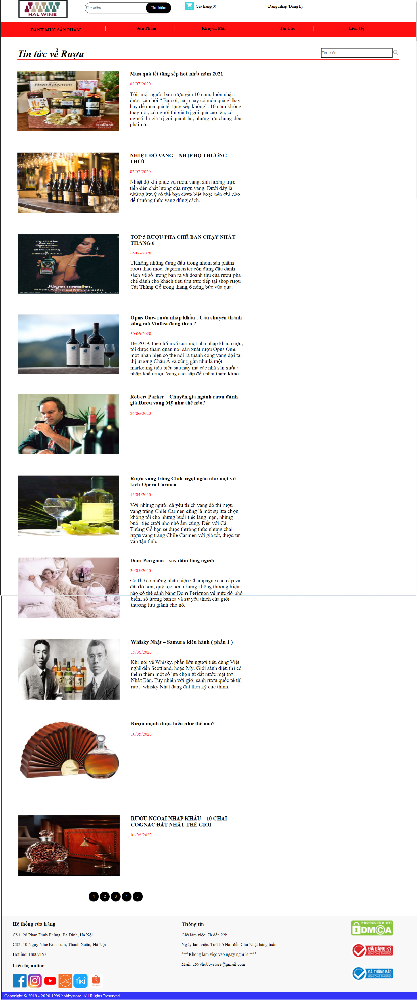 HAL WINE
Tìm kiếm
Tìm kiếm
Giỏ hàng(0)
Đăng nhập /Đăng ký
DANH MỤC SẢN PHẨM
Sản Phẩm
Khuyến Mãi
Tin Tức
Liên Hệ
Tin tức về Rượu
Tìm kiếm
High Selection
THÙNG GỖ
Mua quà tết tặng sếp hot nhất năm 2021
02/07/2020
Tôi, một người bán rượu gần 10 năm, luôn nhận
được câu hỏi “ Bạn ơi, năm nay có món quà gì hay
hay để mua quà tết tặng sếp không”. 10 năm không
thay đổi, có người thì giá trị gói quà cao lên, có
người thì giá trị gói quà ít lại, nhưng tựu chung đều
phải có..
NHIỆT ĐỘ VANG – NHỊP ĐỘ THƯỞNG
THỨC
02/07/2020
Nhiệt độ khi phục vụ rượu vang, ảnh hưởng trực
tiếp đến chất lượng của rượu vang. Dưới đây là
những lưu ý có thể bạn chưa biết hoặc nên ghi nhớ
để thưởng thức vang đúng cách.
I'm drinking
German
Jägermeister
because
all I'm wearing
is
Schnapps No. 5.
Jägermeister.
56 herbs, 70 proof, and 100% unexpected.
TOP 5 RƯỢU PHA CHẾ BÁN CHẠY NHẤT
THÁNG 6
05/06/2020
TKhông những đứng đầu trong nhóm sản phẩm
rượu thảo mộc, Jagermeister còn đứng đầu danh
sách về số lượng bán ra và doanh thu của rượu pha
chế dành cho khách tiêu thụ trực tiếp tại shop rượu
Cái Thùng Gỗ trong tháng 6 nóng bức vừa qua.
Opus One- rượu nhập khẩu : Câu chuyện thành
công mà Vinfast đang theo ?
30/06/2020
Hè 2019, theo lời mời của một nhà nhập khẩu rượu,
tôi được tham quan nơi sản xuất rượu Opus One,
một nhãn hiệu có thể nói là thành công vang dội tại
thị trường Châu Á và cũng gần như là một
marketing tiêu biểu sau này mà các nhà sản xuất /
nhập khẩu rượu Vang cao cấp đều phải tham khảo.
Robert Parker – Chuyên gia ngành rượu đánh
giá Rượu vang Mỹ như thế nào?
26/06/2020
Rượu vang trắng Chile ngọt ngào như một vở
kịch Opera Carmen
15/04/2020
Với những người đã yêu thích vang đỏ thì rượu
vang trắng Chile Carmen cũng là một sự lựa chọn
không tồi cho những buổi tiệc lãng mạn, những
buổi tiệc cưới nho nhỏ ấm cúng. Đến với Cái
Thùng Gỗ bạn sẽ được thưởng thức những chai
rượu vang trắng Chile Carmen với giá tốt, được tư
vấn tận tình.
Dom Perignon – say đắm lòng người
30/05/2020
Có thể có những nhãn hiệu Champagne cao cấp và
đắt đỏ hơn, quý tộc hơn nhưng không thương hiệu
nào có thể sánh bằng Dom Perignon về mức độ phổ
biến, số lượng bán ra và sự yêu thích của giới
thượng lưu giành cho nó.
Whisky Nhật – Samura kiêu hãnh ( phần 1 )
15/06/2020
Khi nói về Whisky, phần lớn người tiêu dùng Việt
nghĩ đến Scottland, hoặc Mỹ. Giới sành điệu thì có
thêm thêm một số lựa chọn từ đất nước mặt trời
Nhật Bản. Tuy nhiên với giới sành rượu quốc tế thì
rượu whisky Nhật đang đạt thời kỳ cực thịnh.
Rượu mạnh được hiểu như thế nào?
10/05/2020
RƯỢU NGOẠI NHẬP KHẨU – 10 CHAI
COGNAC ĐẮT NHẤT THẾ GIỚI
01/06/2020
1 2 3 4 5
Hệ thống cửa hàng
CS1: 28 Phan Đình Phùng, Ba Đình, Hà Nội
CS2: 10 Ngụy Như Kon Tum, Thanh Xuân, Hà Nội
Hotline: 18009157
Liên hệ online
LAZ
TIKI
Thông tin
Giờ làm việc: 7h đến 22h
Ngày làm việc: Từ Thứ Hai đến Chủ Nhật hàng tuần
***Không làm việc vào ngày nghỉ lễ!***
Mail: 1999hobbystore@gmail.com
PROTECTED BY:
DMCA
ĐÃ ĐĂNG KÝ
BỘ CÔNG THƯƠNG
ĐÃ THÔNG BÁO
BỘ CÔNG THƯƠNG
Copyright © 2019 - 2020 1999 hobbystore. All Rights Reserved.